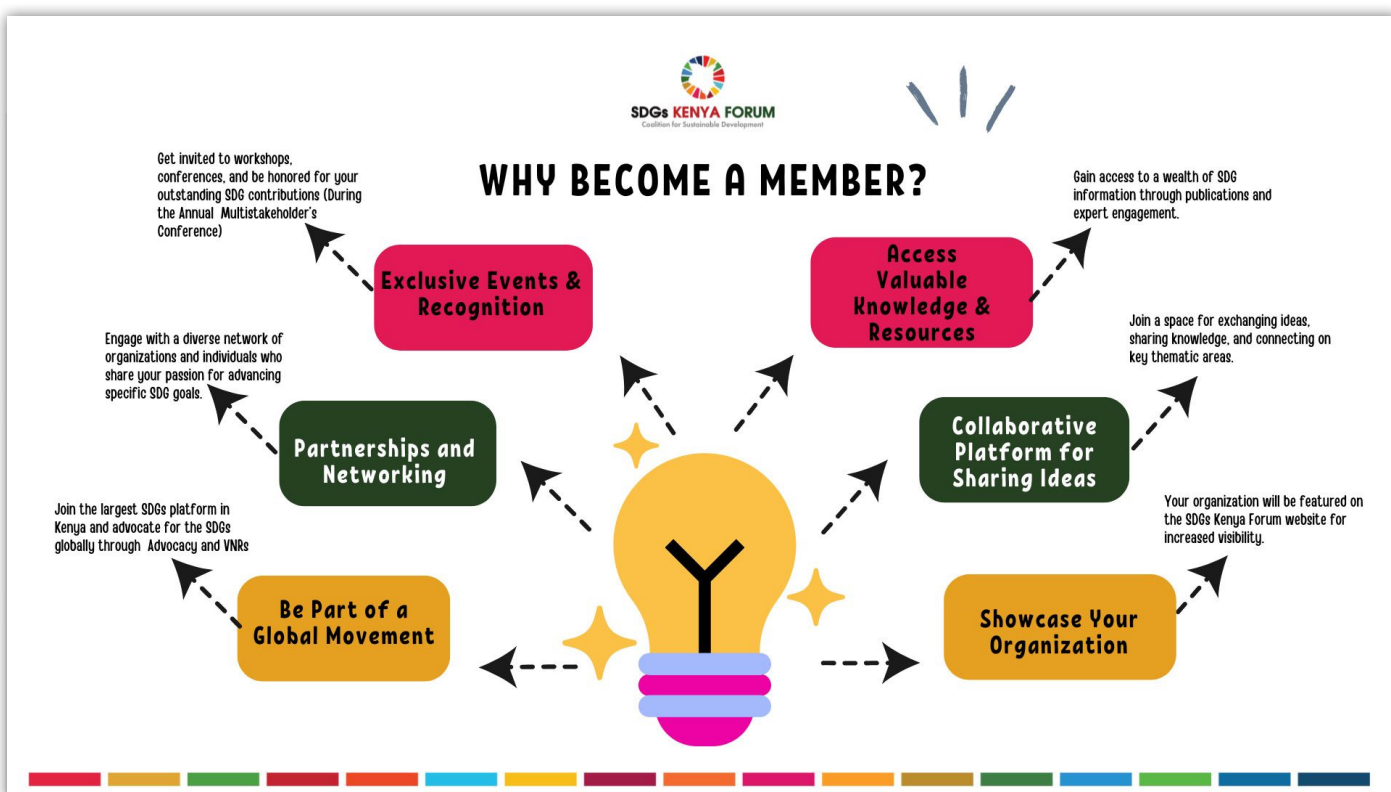 SDGs KENYA FORUM
Coalition for Sustainable Development
WHY BECOME A MEMBER?
Get invited to workshops,
conferences, and be honored for your
outstanding SDG contributions (During
the Annual Multistakeholder's
Conference)
Exclusive Events &
Recognition
Engage with a diverse network of
organizations and individuals who
share your passion for advancing
specific SDG goals.
Partnerships and
Networking
Join the largest SDGs platform in
Kenya and advocate for the SDGs
globally through Advocacy and VNRs
Be Part of a
Global Movement
Gain access to a wealth of SDG
information through publications and
expert engagement.
Access
Valuable
Knowledge &
Resources
Join a space for exchanging ideas,
sharing knowledge, and connecting on
key thematic areas.
Collaborative
Platform for
Sharing Ideas
Your organization will be featured on
the SDGs Kenya Forum website for
increased visibility.
Showcase Your
Organization